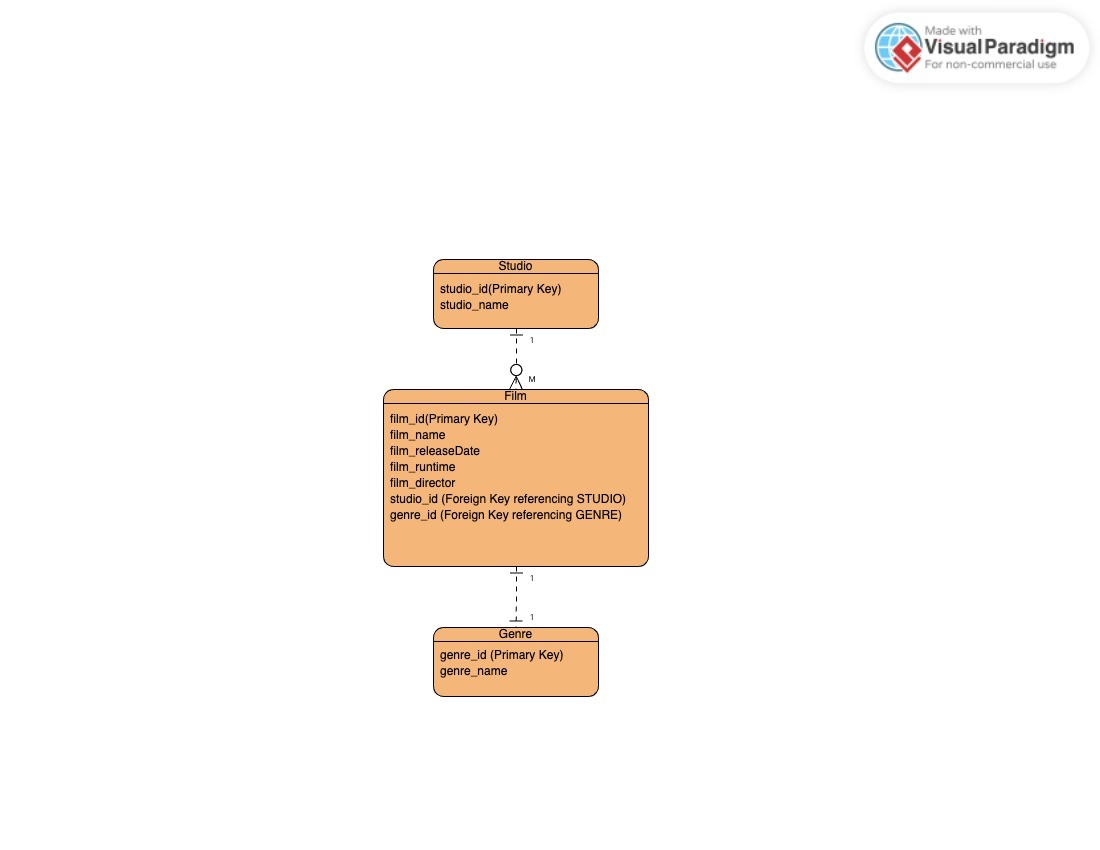 Made with
Visual Paradigm
For non-commercial use
Studio
studio_id(Primary Key)
studio_name
1
M
Film
film_id(Primary Key)
film_name
film_releaseDate
film_runtime
film_director
studio_id (Foreign Key referencing STUDIO)
genre_id (Foreign Key referencing GENRE)
1
1
Genre
genre_id (Primary Key)
genre_name